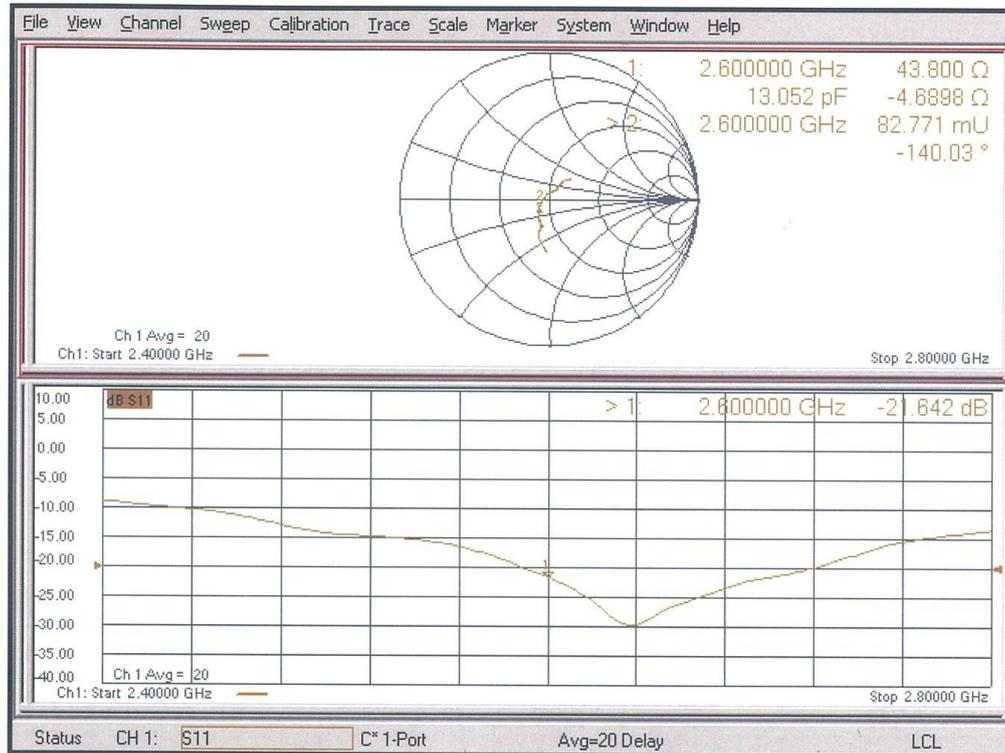 File View Channel Sweep Calibration Trace Scale Marker System Window Help
1: 2.600000 GHz 43.800 Ω
13.052 pF -4.6898 Ω
> 2: 2.600000 GHz 82.771 mU
-140.03 °
2
Ch 1 Avg = 20
Ch1: Start 2.40000 GHz
Stop 2.80000 GHz
10.00
dB S11
> 1: 2.600000 GHz -21.642 dB
5.00
0.00
-5.00
-10.00
-15.00
-20.00
1
-25.00
-30.00
-35.00
-40.00
Ch 1 Avg = 20
Ch1: Start 2.40000 GHz
Stop 2.80000 GHz
Status CH 1: S11 C* 1-Port Avg=20 Delay LCL